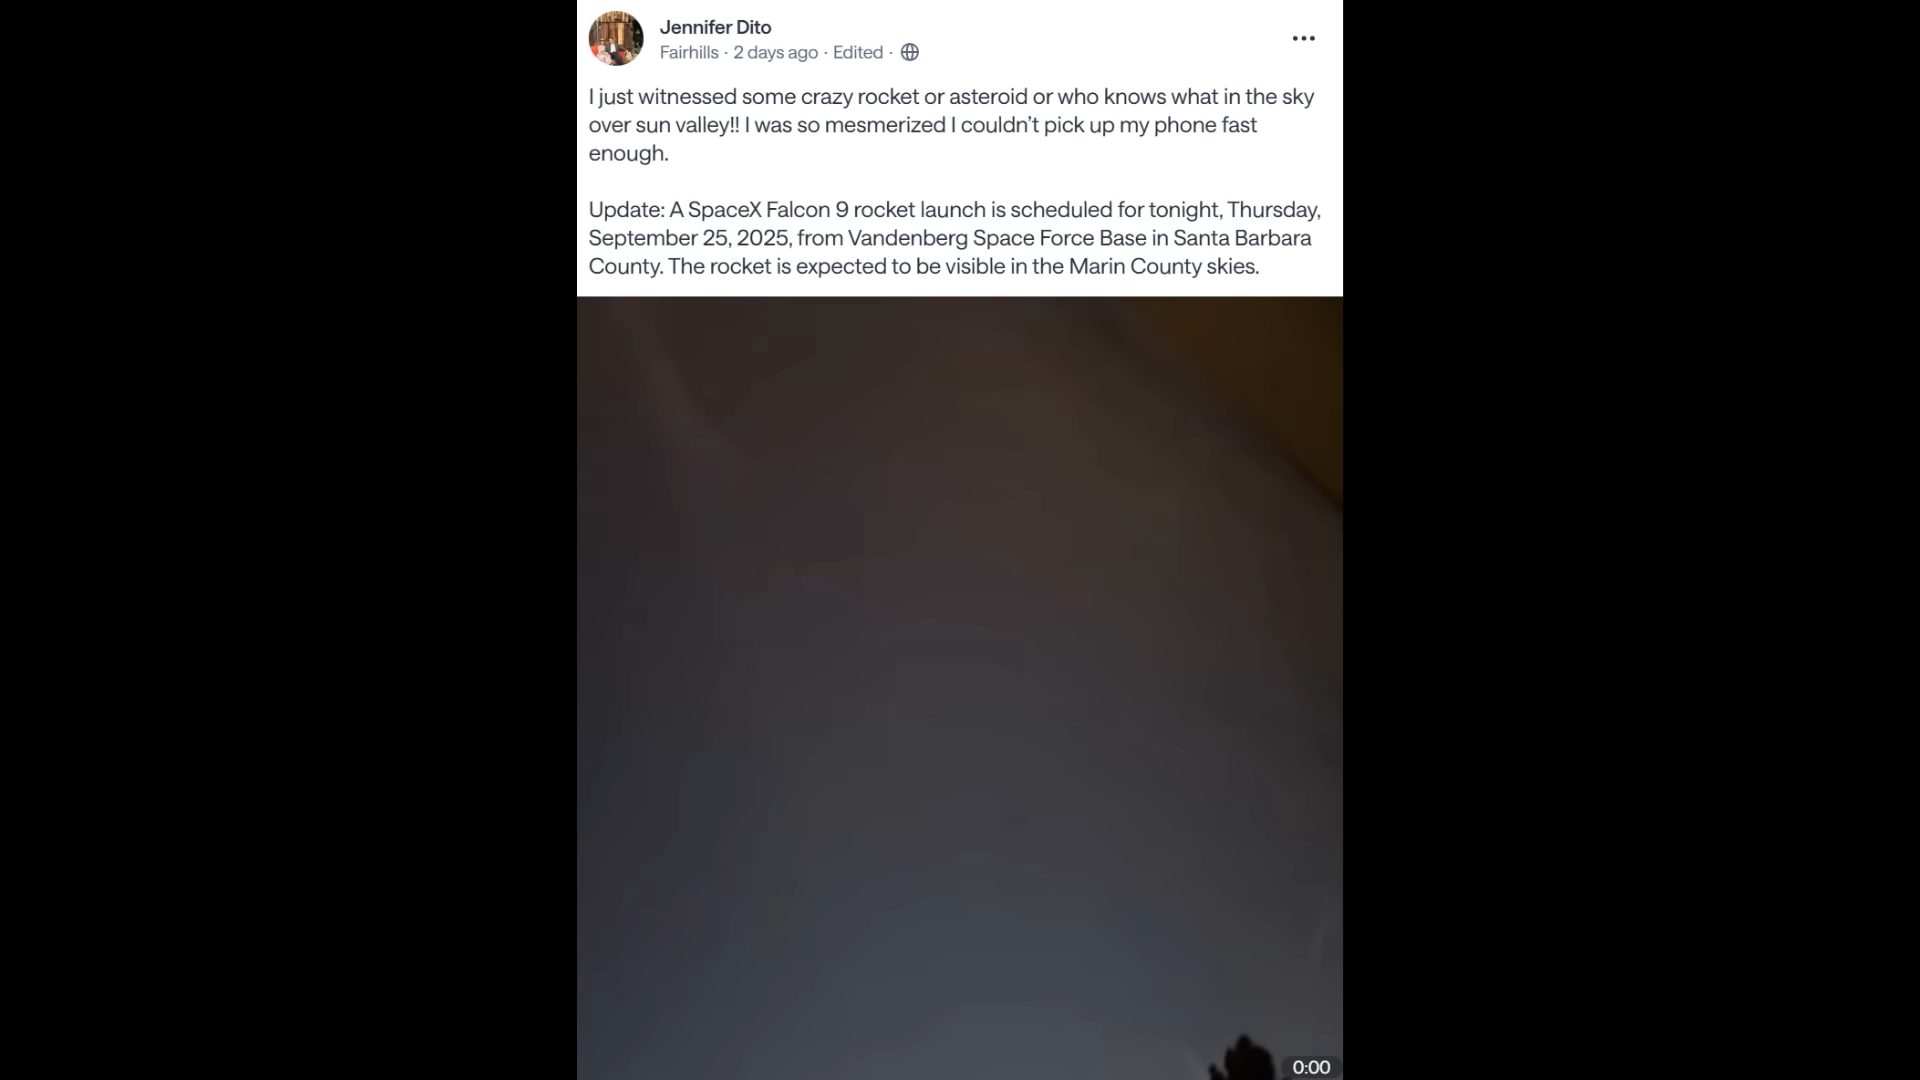 Jennifer Dito
Fairhills · 2 days ago · Edited ·
I just witnessed some crazy rocket or asteroid or who knows what in the sky
over sun valley!! I was so mesmerized I couldn’t pick up my phone fast
enough.
Update: A SpaceX Falcon 9 rocket launch is scheduled for tonight, Thursday,
September 25, 2025, from Vandenberg Space Force Base in Santa Barbara
County. The rocket is expected to be visible in the Marin County skies.
0:00